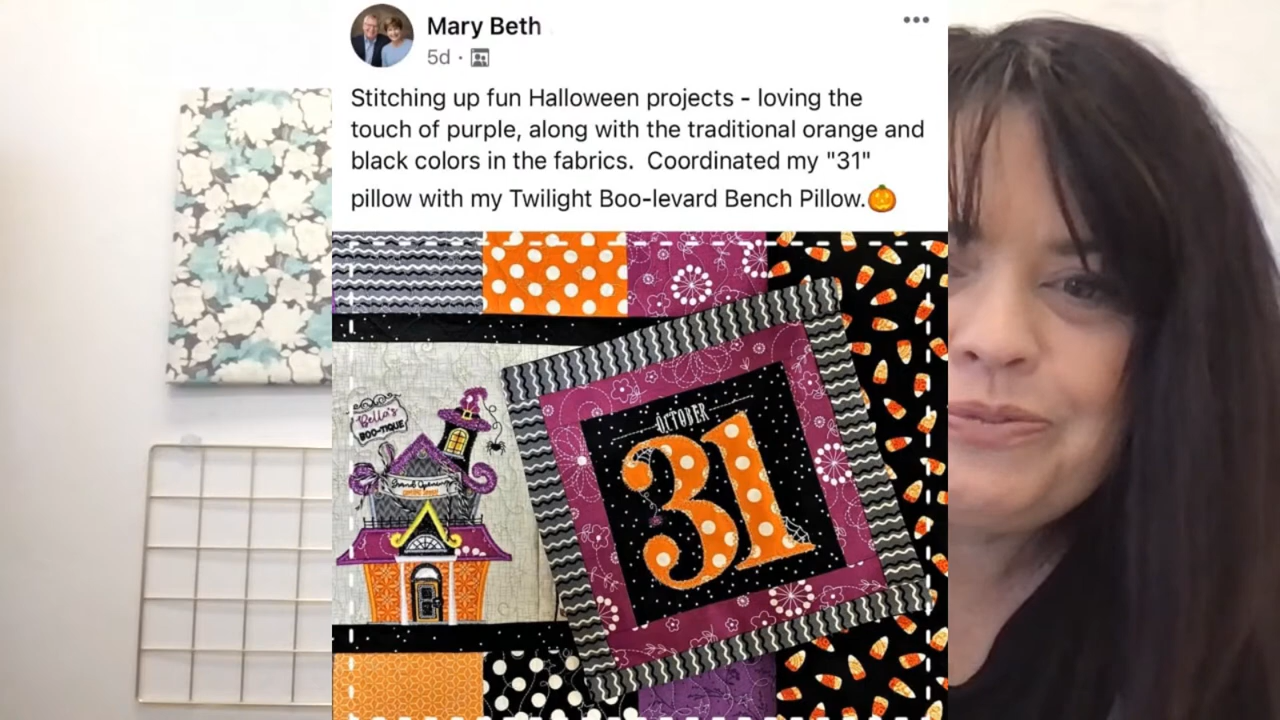 Mary Beth
5d ·
Stitching up fun Halloween projects - loving the
touch of purple, along with the traditional orange and
black colors in the fabrics.  Coordinated my "31"
pillow with my Twilight Boo-levard Bench Pillow.🎃
OCTOBER
31
Bella's
BOO-TIQUE
Grand Opening